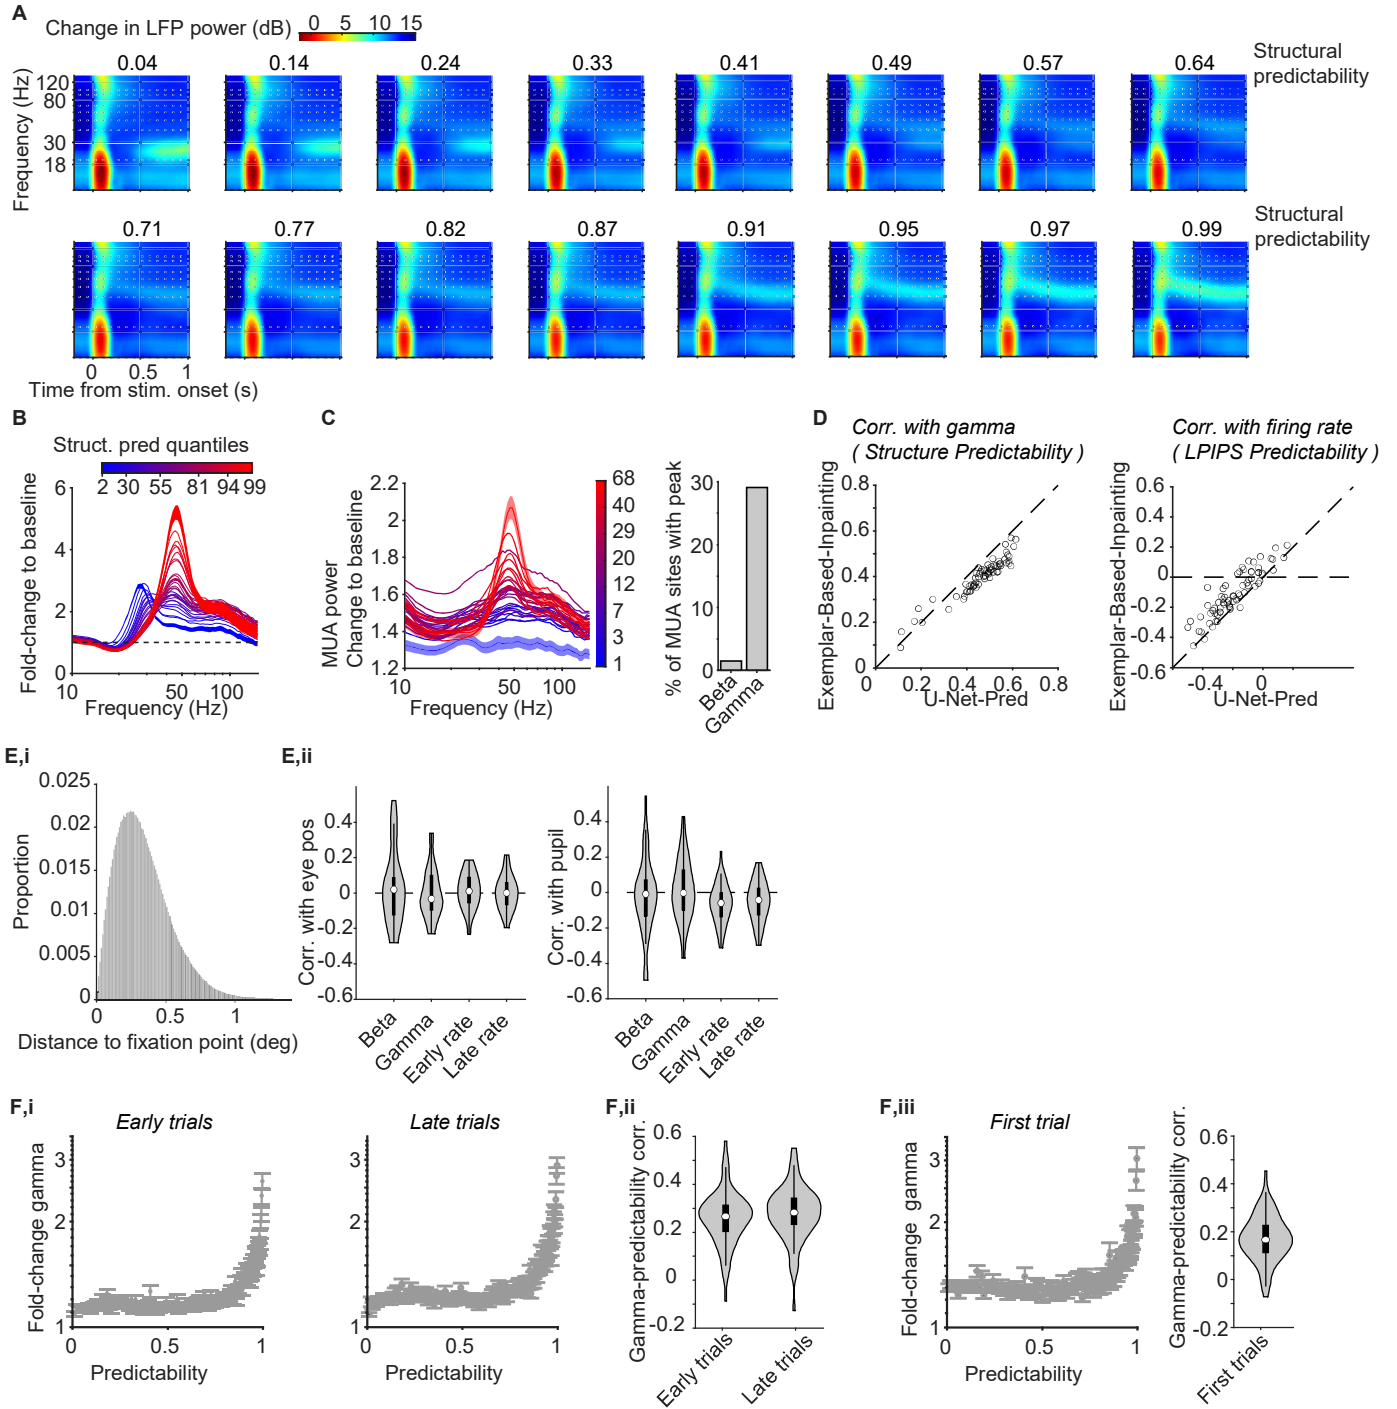 A
Change in LFP power (dB) 0 5 10 15
0.04 0.14 0.24 0.33 0.41 0.49 0.57 0.64 Structural predictability
Frequency (Hz)
120
80
30
18
0.71 0.77 0.82 0.87 0.91 0.95 0.97 0.99 Structural predictability
0 0.5 1
Time from stim. onset (s)
B
Struct. pred quantiles
2 30 55 81 94 99
Fold-change to baseline
6
4
2
0
10 50 100
Frequency (Hz)
C
MUA power
Change to baseline
2.2
2
1.8
1.6
1.4
1.2
10 50 100
Frequency (Hz)
68
40
29
20
12
7
3
1
% of MUA sites with peak
30
20
10
0
Beta
Gamma
D
Corr. with gamma
( Structure Predictability )
Exemplar-Based-Inpainting
0.8
0.6
0.4
0.2
0
0 0.2 0.4 0.6 0.8
U-Net-Pred
Corr. with firing rate
( LPIPS Predictability )
Exemplar-Based-Inpainting
0.6
0.4
0.2
0
-0.2
-0.4
-0.6
-0.4 0
U-Net-Pred
E,i
Proportion
0.025
0.02
0.015
0.01
0.005
0
0 0.5 1
Distance to fixation point (deg)
E,ii
Corr. with eye pos
0.4
0.2
0
-0.2
-0.4
-0.6
Beta
Gamma
Early rate
Late rate
Corr. with pupil
0.4
0.2
0
-0.2
-0.4
-0.6
Beta
Gamma
Early rate
Late rate
F,i
Early trials
Fold-change gamma
3
2
1
0 0.5 1
Predictability
Late trials
3
2
1
0 0.5 1
Predictability
F,ii
Gamma-predictability corr.
0.6
0.4
0.2
0
-0.2
Early trials
Late trials
F,iii
First trial
Fold-change gamma
3
2
1
0 0.5 1
Predictability
Gamma-predictability corr.
0.6
0.4
0.2
0
-0.2
First trials